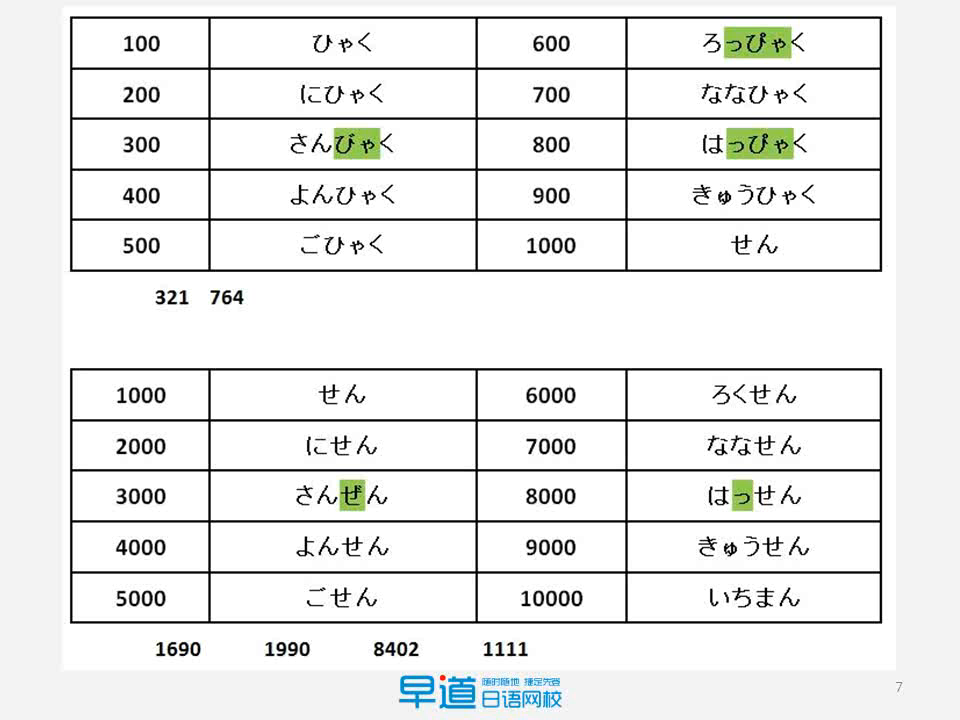 100 ひゃく 600 ろっぴゃく
200 にひゃく 700 ななひゃく
300 さんびゃく 800 はっぴゃく
400 よんひゃく 900 きゅうひゃく
500 ごひゃく 1000 せん
321 764
1000 せん 6000 ろくせん
2000 にせん 7000 ななせん
3000 さんぜん 8000 はっせん
4000 よんせん 9000 きゅうせん
5000 ごせん 10000 いちまん
1690 1990 8402 1111
早道 随时随地 搞定先要
日语网校
7